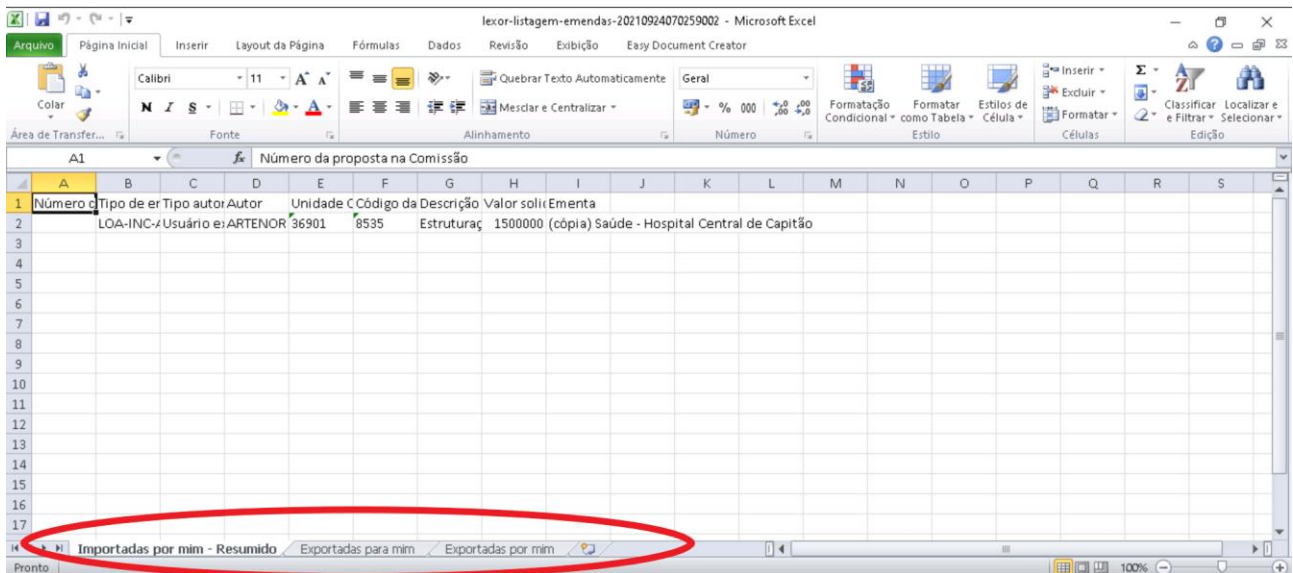 lexor-listagem-emendas-20210924070259002 - Microsoft Excel
Arquivo Página Inicial Inserir Layout da Página Fórmulas Dados Revisão Exibição Easy Document Creator
Calibri 11 A A Quebrar Texto Automaticamente Geral Inserir Σ
Colar Excluir
N I S A Mesclar e Centralizar % 000 Formatação Condicional Formatar como Tabela Estilos de Célula Formatar Classificar e Filtrar Localizar e Selecionar
Área de Transfer... Fonte Alinhamento Número Estilo Células Edição
A1 fx Número da proposta na Comissão
A B C D E F G H I J K L M N O P Q R S
1 Número d Tipo de er Tipo autor Autor Unidade C Código da Descrição Valor solic Ementa
2 LOA-INC-A Usuário ex ARTENOR 36901 8535 Estruturaç 1500000 (cópia) Saúde - Hospital Central de Capitão
3
4
5
6
7
8
9
10
11
12
13
14
15
16
17
Importadas por mim - Resumido Exportadas para mim Exportadas por mim
Pronto 100%